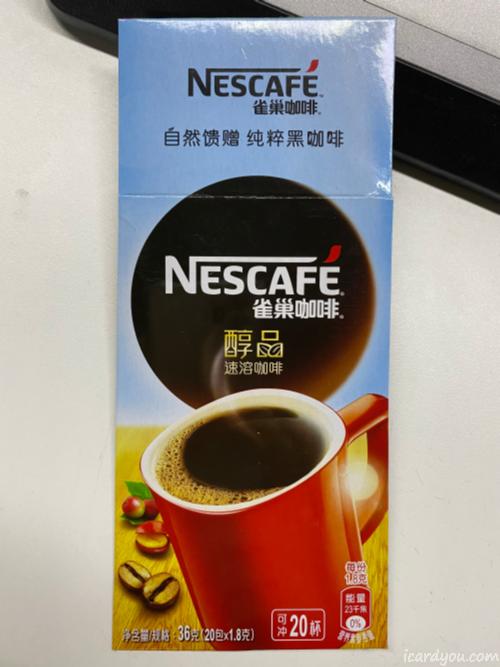 NESCAFÉ
雀巢咖啡
自然馈赠 纯粹黑咖啡
NESCAFÉ
雀巢咖啡
醇品
速溶咖啡
每份
1.8克
能量
23千焦
0%
可冲 20杯
净含量/规格: 36克(20包x1.8克)
icardyou.com